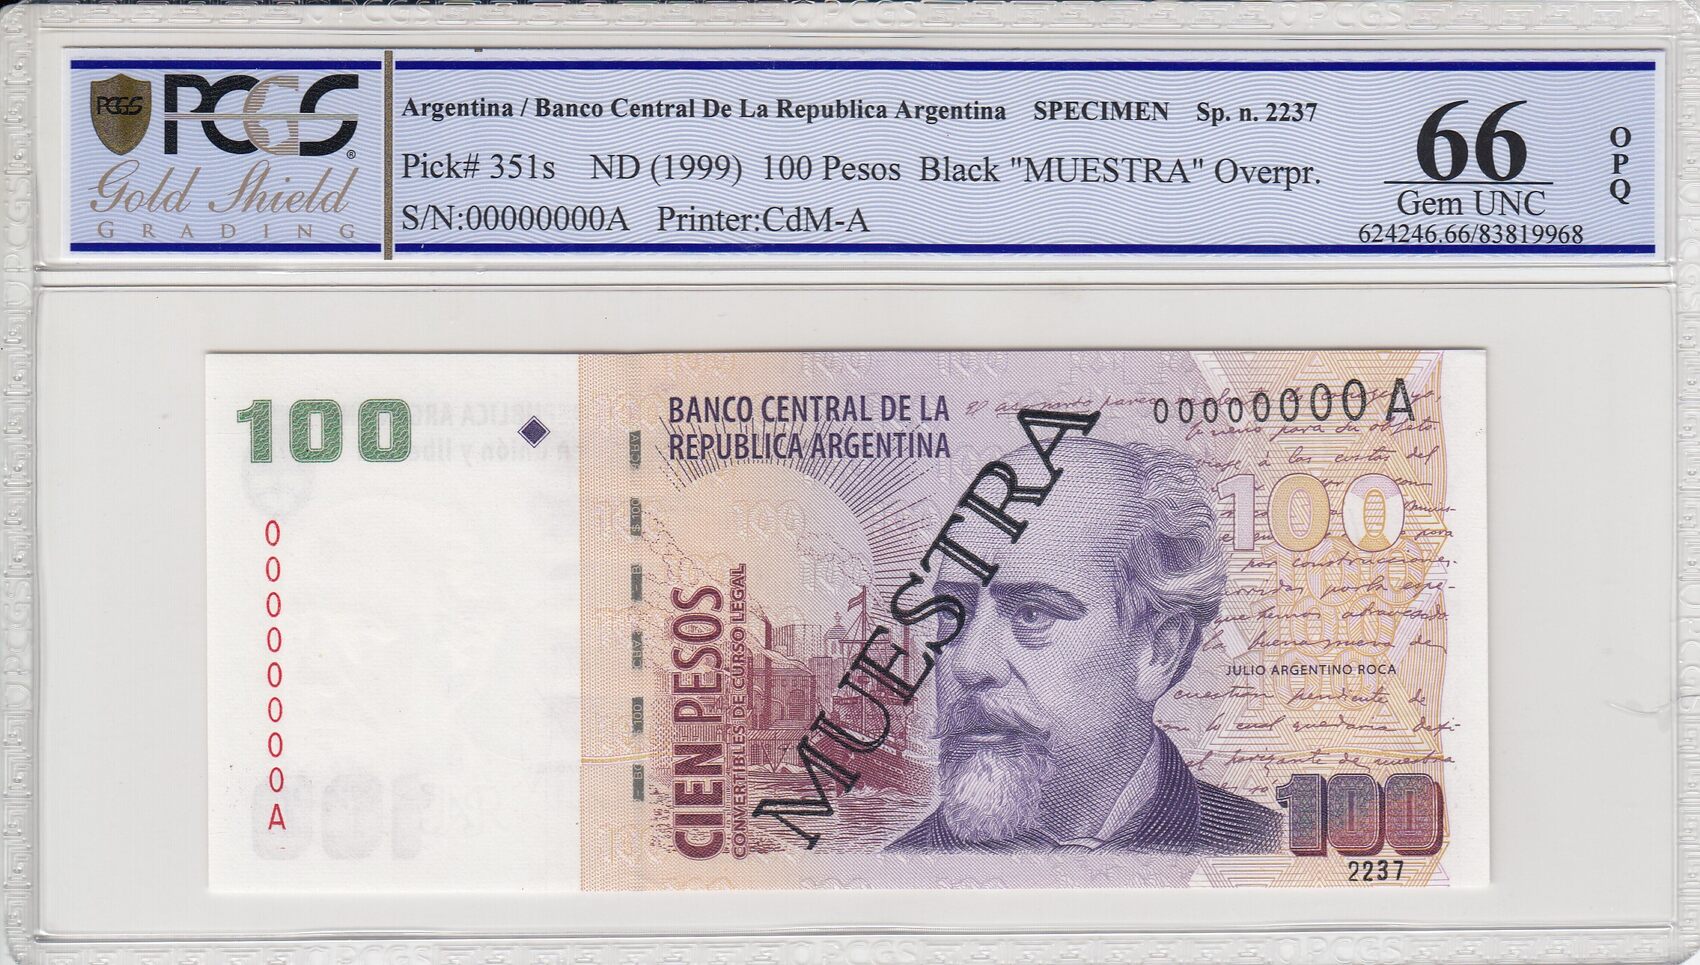 PCGS
PCGS®
Gold Shield
GRADING
Argentina / Banco Central De La Republica Argentina SPECIMEN Sp. n. 2237
Pick# 351s ND (1999) 100 Pesos Black "MUESTRA" Overpr.
S/N:00000000A Printer:CdM-A
66
Gem UNC
624246.66/83819968
OPQ
100
BANCO CENTRAL DE LA
REPUBLICA ARGENTINA
00000000A
00000000A
100
CIEN PESOS
CONVERTIBLES DE CURSO LEGAL
MUESTRA
JULIO ARGENTINO ROCA
100
2237